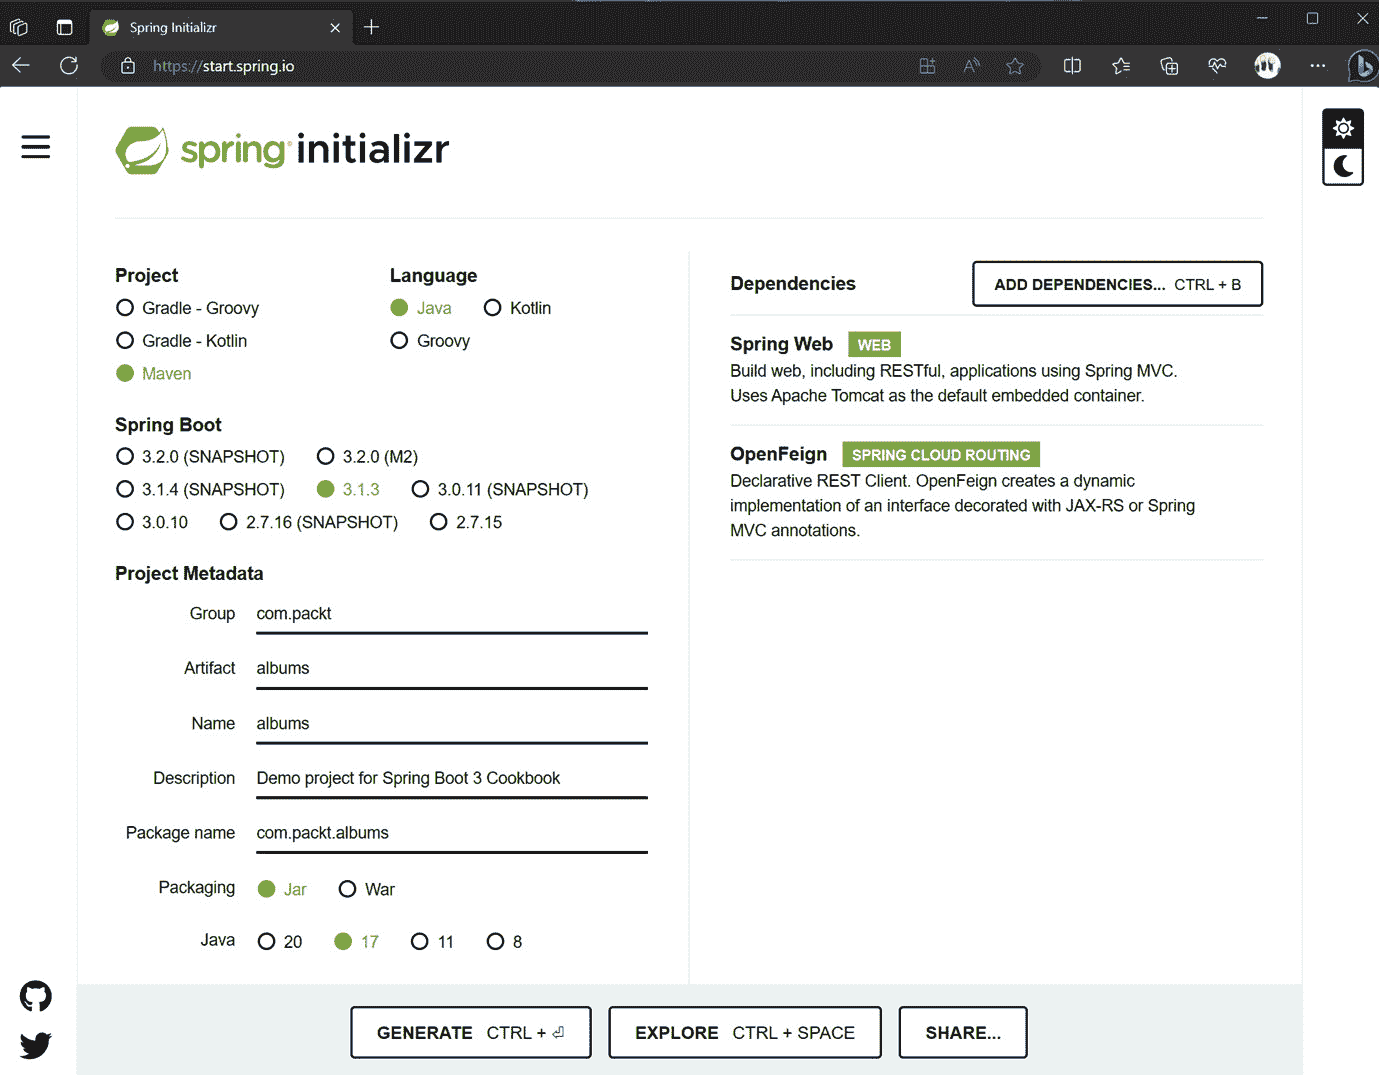 Spring Initializr
https://start.spring.io
spring initializr
Project
Gradle - Groovy
Gradle - Kotlin
Maven
Language
Java Kotlin
Groovy
Spring Boot
3.2.0 (SNAPSHOT) 3.2.0 (M2)
3.1.4 (SNAPSHOT) 3.1.3 3.0.11 (SNAPSHOT)
3.0.10 2.7.16 (SNAPSHOT) 2.7.15
Project Metadata
Group com.packt
Artifact albums
Name albums
Description Demo project for Spring Boot 3 Cookbook
Package name com.packt.albums
Packaging Jar War
Java 20 17 11 8
Dependencies
ADD DEPENDENCIES... CTRL + B
Spring Web WEB
Build web, including RESTful, applications using Spring MVC.
Uses Apache Tomcat as the default embedded container.
OpenFeign SPRING CLOUD ROUTING
Declarative REST Client. OpenFeign creates a dynamic
implementation of an interface decorated with JAX-RS or Spring
MVC annotations.
GENERATE CTRL + ⏎
EXPLORE CTRL + SPACE
SHARE...